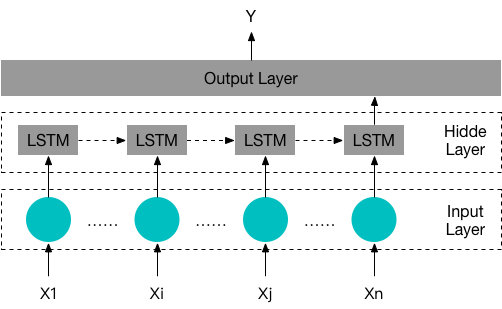 Y
Output Layer
LSTM LSTM LSTM LSTM
Hidde
Layer
...... ...... ......
Input
Layer
X1 Xi Xj Xn